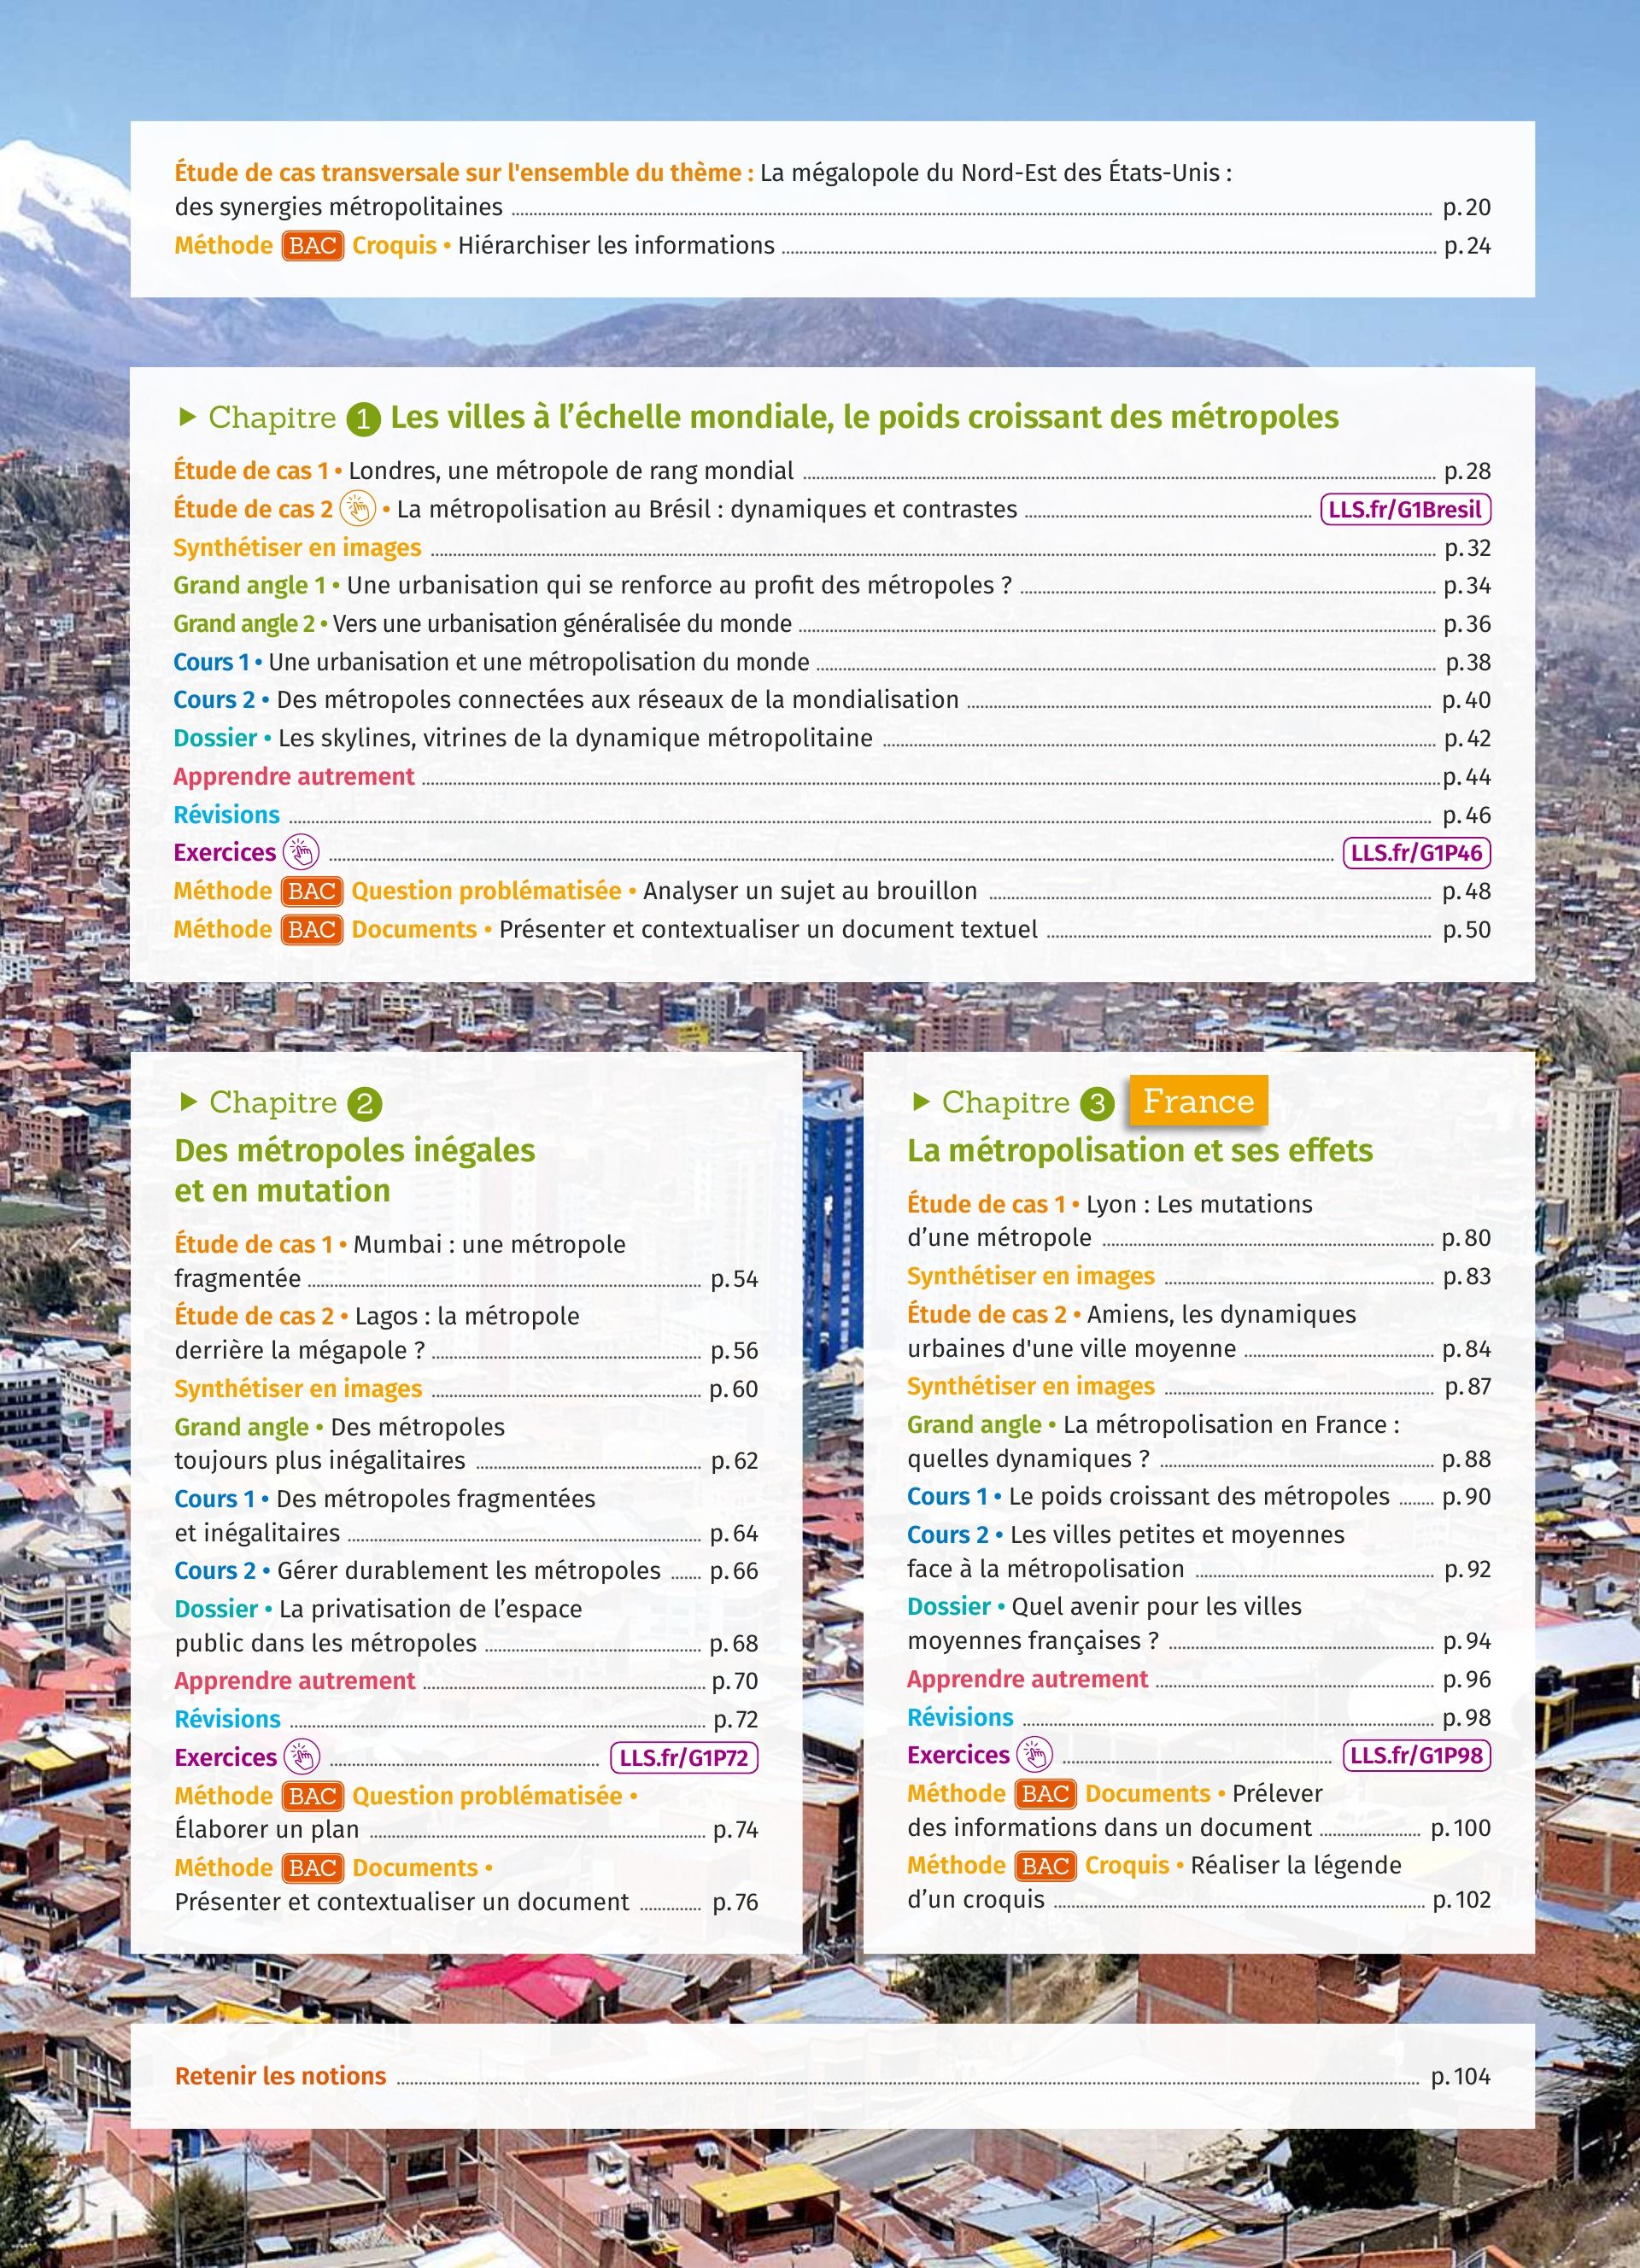 Étude de cas transversale sur l'ensemble du thème : La mégalopole du Nord-Est des États-Unis :
des synergies métropolitaines p. 20
Méthode BAC Croquis • Hiérarchiser les informations p. 24
Chapitre 1 Les villes à l’échelle mondiale, le poids croissant des métropoles
Étude de cas 1 • Londres, une métropole de rang mondial p. 28
Étude de cas 2 • La métropolisation au Brésil : dynamiques et contrastes LLS.fr/G1Bresil
Synthétiser en images p. 32
Grand angle 1 • Une urbanisation qui se renforce au profit des métropoles ? p. 34
Grand angle 2 • Vers une urbanisation généralisée du monde p. 36
Cours 1 • Une urbanisation et une métropolisation du monde p. 38
Cours 2 • Des métropoles connectées aux réseaux de la mondialisation p. 40
Dossier • Les skylines, vitrines de la dynamique métropolitaine p. 42
Apprendre autrement p. 44
Révisions p. 46
Exercices LLS.fr/G1P46
Méthode BAC Question problématisée • Analyser un sujet au brouillon p. 48
Méthode BAC Documents • Présenter et contextualiser un document textuel p. 50
Chapitre 2
Des métropoles inégales
et en mutation
Étude de cas 1 • Mumbai : une métropole
fragmentée p. 54
Étude de cas 2 • Lagos : la métropole
derrière la mégapole ? p. 56
Synthétiser en images p. 60
Grand angle • Des métropoles
toujours plus inégalitaires p. 62
Cours 1 • Des métropoles fragmentées
et inégalitaires p. 64
Cours 2 • Gérer durablement les métropoles p. 66
Dossier • La privatisation de l’espace
public dans les métropoles p. 68
Apprendre autrement p. 70
Révisions p. 72
Exercices LLS.fr/G1P72
Méthode BAC Question problématisée •
Élaborer un plan p. 74
Méthode BAC Documents •
Présenter et contextualiser un document p. 76
Chapitre 3 France
La métropolisation et ses effets
Étude de cas 1 • Lyon : Les mutations
d’une métropole p. 80
Synthétiser en images p. 83
Étude de cas 2 • Amiens, les dynamiques
urbaines d'une ville moyenne p. 84
Synthétiser en images p. 87
Grand angle • La métropolisation en France :
quelles dynamiques ? p. 88
Cours 1 • Le poids croissant des métropoles p. 90
Cours 2 • Les villes petites et moyennes
face à la métropolisation p. 92
Dossier • Quel avenir pour les villes
moyennes françaises ? p. 94
Apprendre autrement p. 96
Révisions p. 98
Exercices LLS.fr/G1P98
Méthode BAC Documents • Prélever
des informations dans un document p. 100
Méthode BAC Croquis • Réaliser la légende
d’un croquis p. 102
Retenir les notions p. 104